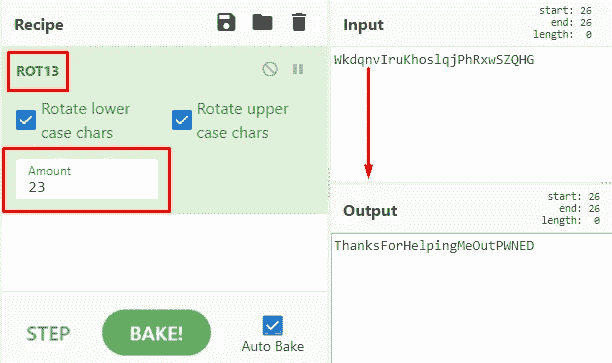 Recipe
ROT13
Rotate lower case chars
Rotate upper case chars
Amount
23
STEP
BAKE!
Auto Bake
Input
start: 26
end: 26
length: 0
WkdqnvIruKhoslqjPhRxwSZQHG
Output
start: 26
end: 26
length: 0
ThanksForHelpingMeOutPWNED